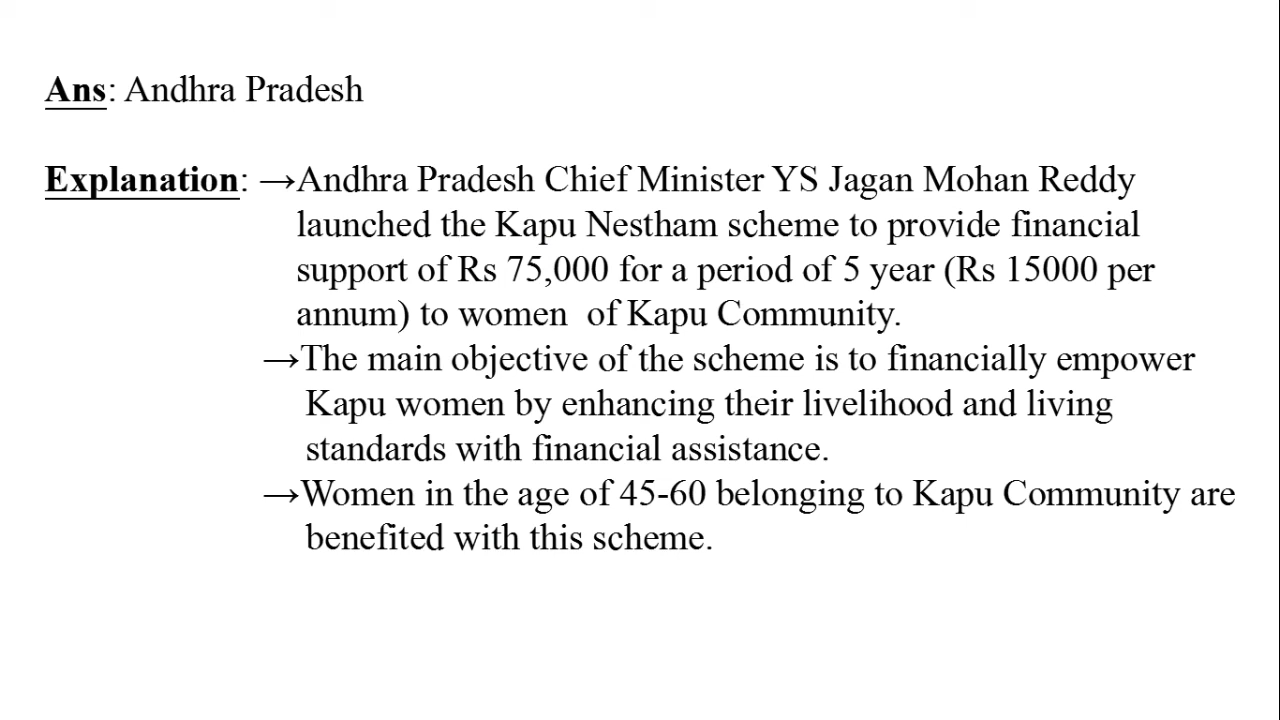 Ans: Andhra Pradesh
Explanation: →Andhra Pradesh Chief Minister YS Jagan Mohan Reddy
launched the Kapu Nestham scheme to provide financial
support of Rs 75,000 for a period of 5 year (Rs 15000 per
annum) to women  of Kapu Community.
→The main objective of the scheme is to financially empower
Kapu women by enhancing their livelihood and living
standards with financial assistance.
→Women in the age of 45-60 belonging to Kapu Community are
benefited with this scheme.